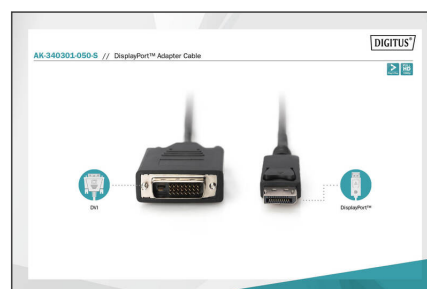 DIGITUS®
AK-340301-050-S // DisplayPort™ Adapter Cable
DVI
DisplayPort™